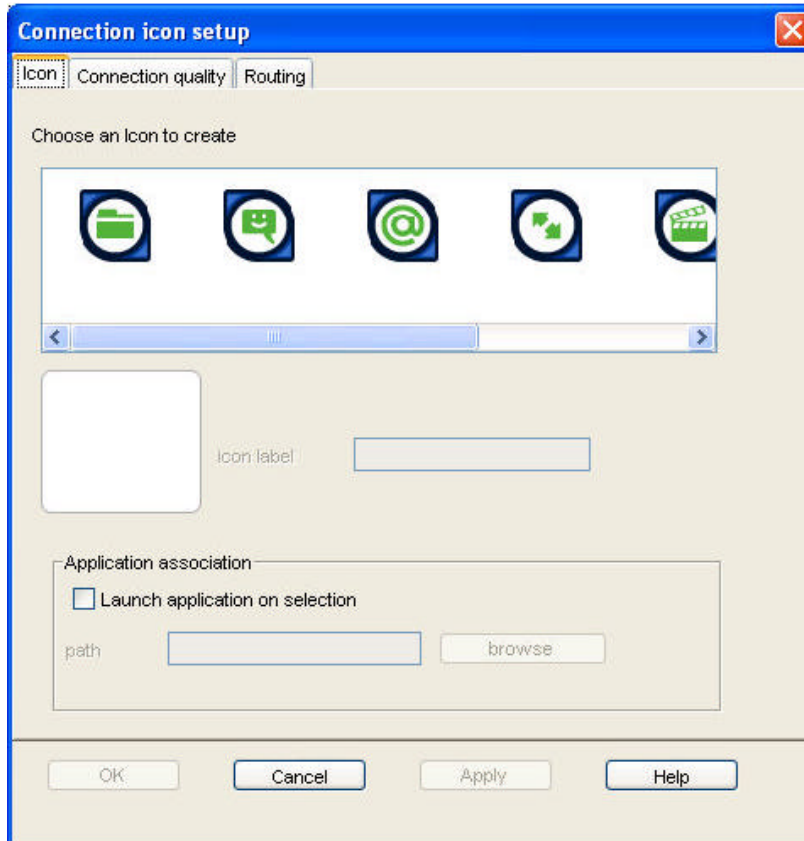 Connection icon setup
Icon Connection quality Routing
Choose an Icon to create
icon label
Application association
Launch application on selection
path browse
OK Cancel Apply Help